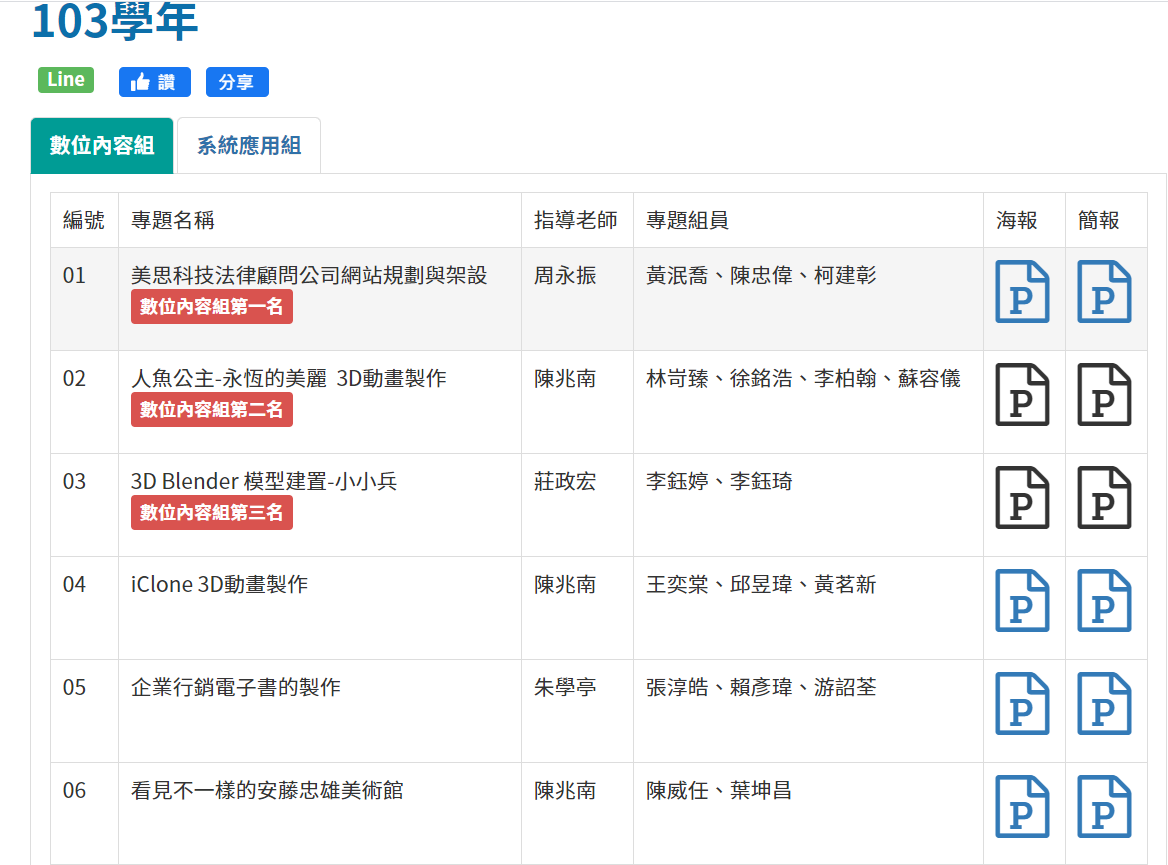 103學年
Line
讚
分享
數位內容組
系統應用組
編號 專題名稱 指導老師 專題組員 海報 簡報
01 美思科技法律顧問公司網站規劃與架設 周永振 黃泯喬、陳忠偉、柯建彰
數位內容組第一名
02 人魚公主-永恆的美麗 3D動畫製作 陳兆南 林岢臻、徐銘浩、李柏翰、蘇容儀
數位內容組第二名
03 3D Blender 模型建置-小小兵 莊政宏 李鈺婷、李鈺琦
數位內容組第三名
04 iClone 3D動畫製作 陳兆南 王奕棠、邱昱瑋、黃茗新
05 企業行銷電子書的製作 朱學亭 張淳皓、賴彥瑋、游詔荃
06 看見不一樣的安藤忠雄美術館 陳兆南 陳威任、葉坤昌